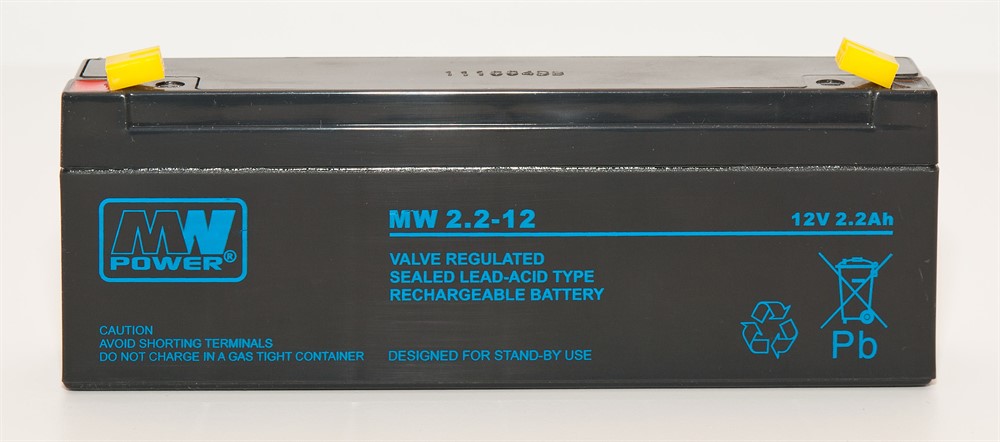 MW
POWER®
MW 2.2-12
12V 2.2Ah
VALVE REGULATED
SEALED LEAD-ACID TYPE
RECHARGEABLE BATTERY
CAUTION
AVOID SHORTING TERMINALS
DO NOT CHARGE IN A GAS TIGHT CONTAINER
DESIGNED FOR STAND-BY USE
Pb